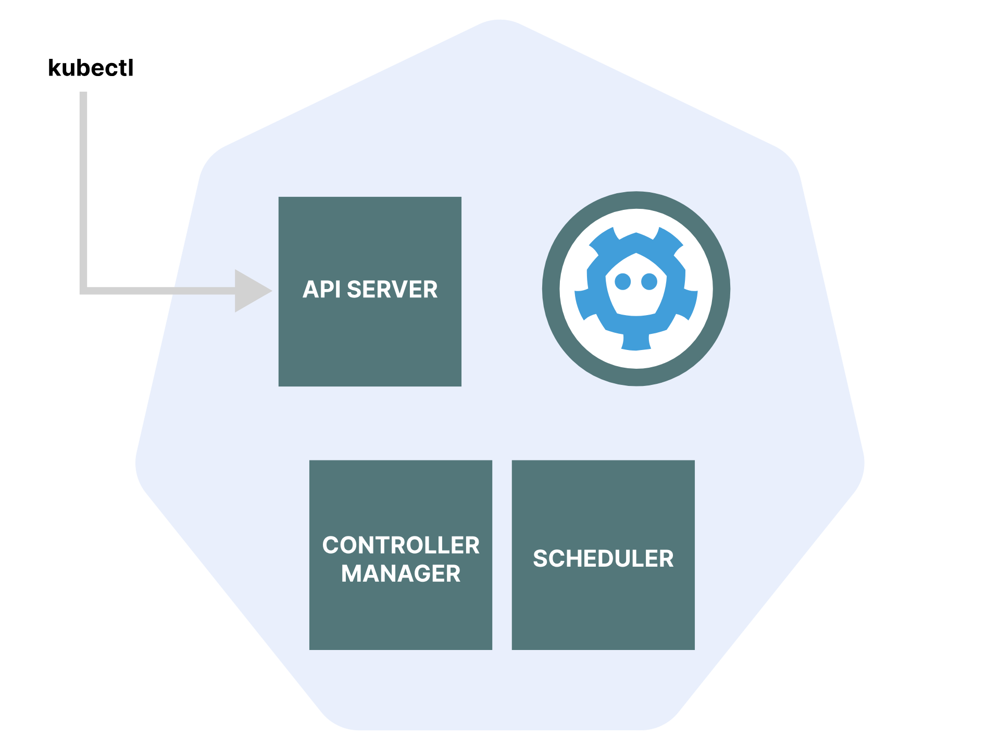 kubectl
API SERVER
CONTROLLER
MANAGER
SCHEDULER